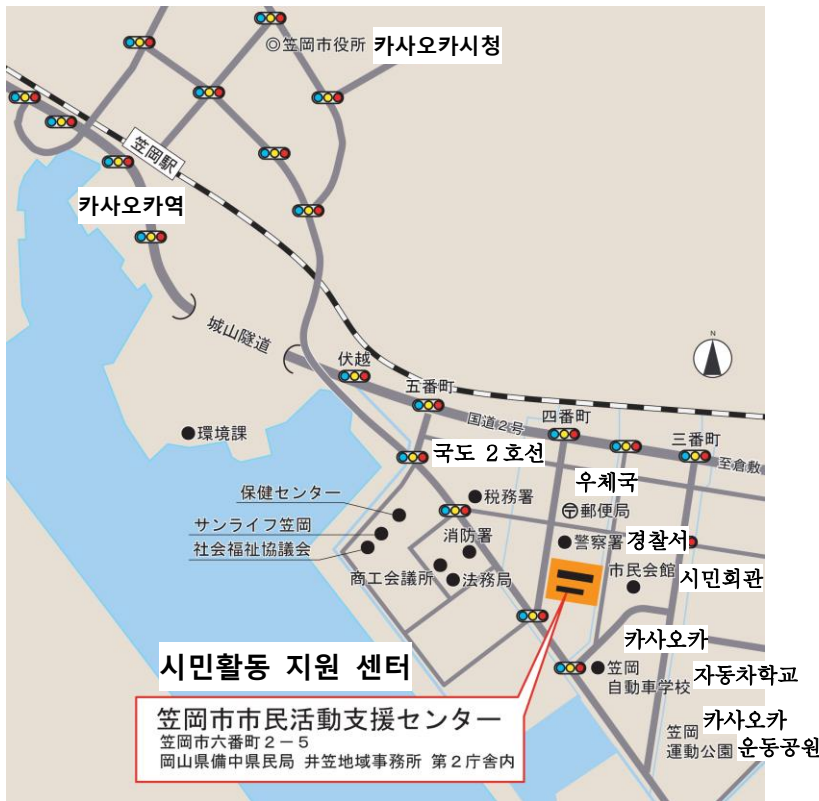 ◎笠岡市役所 카사오카시청
笠岡駅
카사오카역
N
城山隧道
伏越
五番町
国道2号
四番町
三番町
至倉敷
국도 2호선
環境課
우체국
保健センター
税務署
郵便局
サンライフ笠岡
消防署
警察署 경찰서
社会福祉協議会
商工会議所
法務局
市民会館 시민회관
카사오카
시민활동 지원 센터
笠岡
自動車学校 자동차학교
笠岡市市民活動支援センター
笠岡市六番町2-5
岡山県備中県民局 井笠地域事務所 第2庁舎内
笠岡 카사오카
運動公園 운동공원